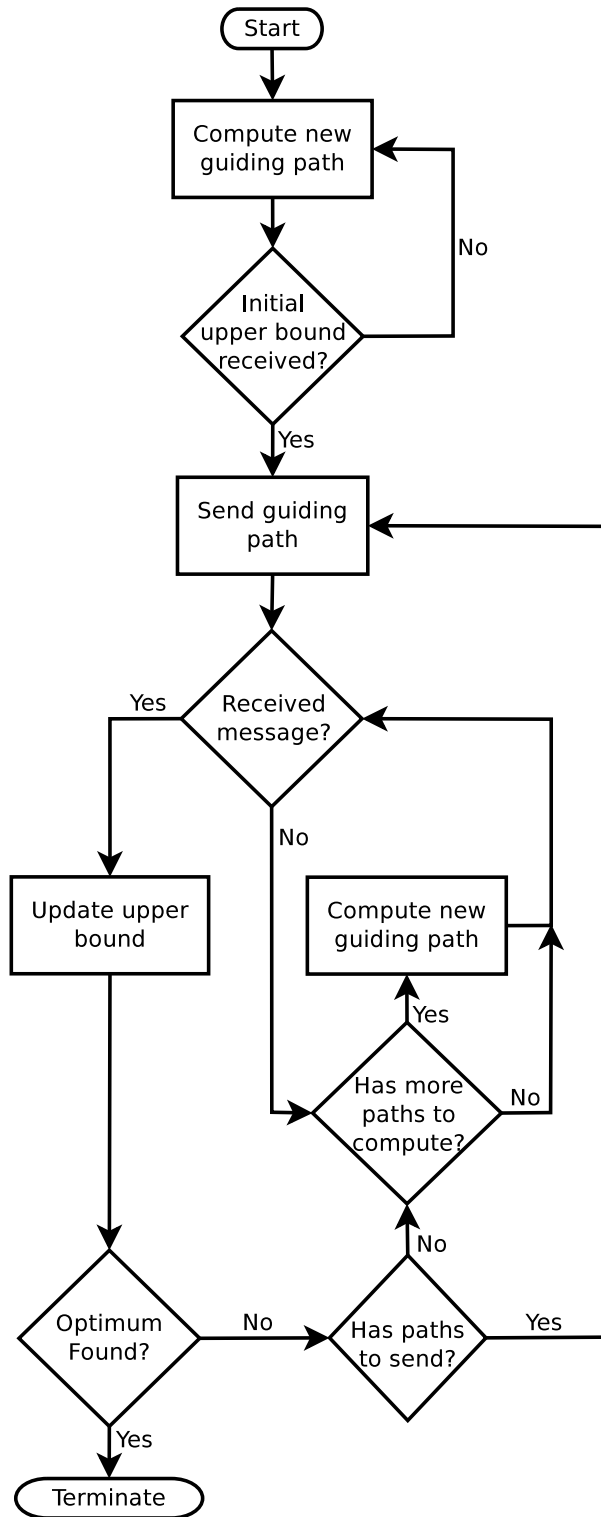 Start
Compute new
guiding path
No
Initial
upper bound
received?
Yes
Send guiding
path
Yes
Received
message?
No
Update upper
bound
Compute new
guiding path
Yes
Has more
paths to
compute?
No
No
Optimum
Found?
No
Has paths
to send?
Yes
Yes
Terminate